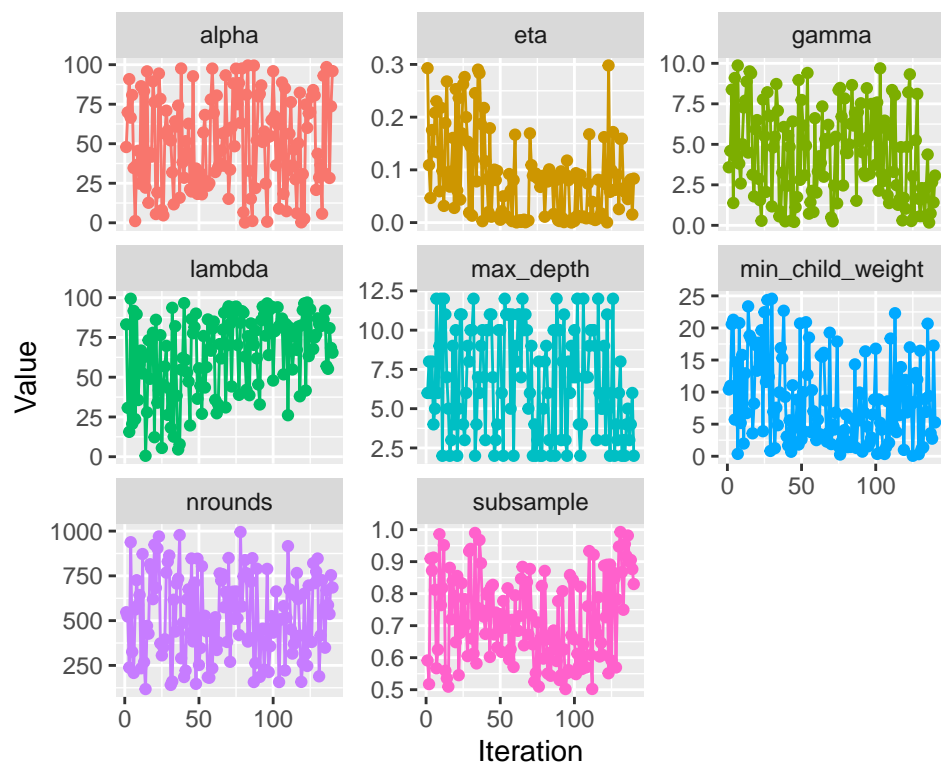 alpha eta gamma
100 0.3 10.0
75 7.5
0.2
50 5.0
0.1
25 2.5
0 0.0 0.0
lambda max_depth min_child_weight
100 12.5 25
75 10.0 20
15
50 7.5
10
25 5.0
5
0 2.5 0
0 50 100
nrounds subsample
1000 1.0
0.9
750
0.8
500 0.7
250 0.6
0.5
0 50 100 0 50 100
Value
Iteration